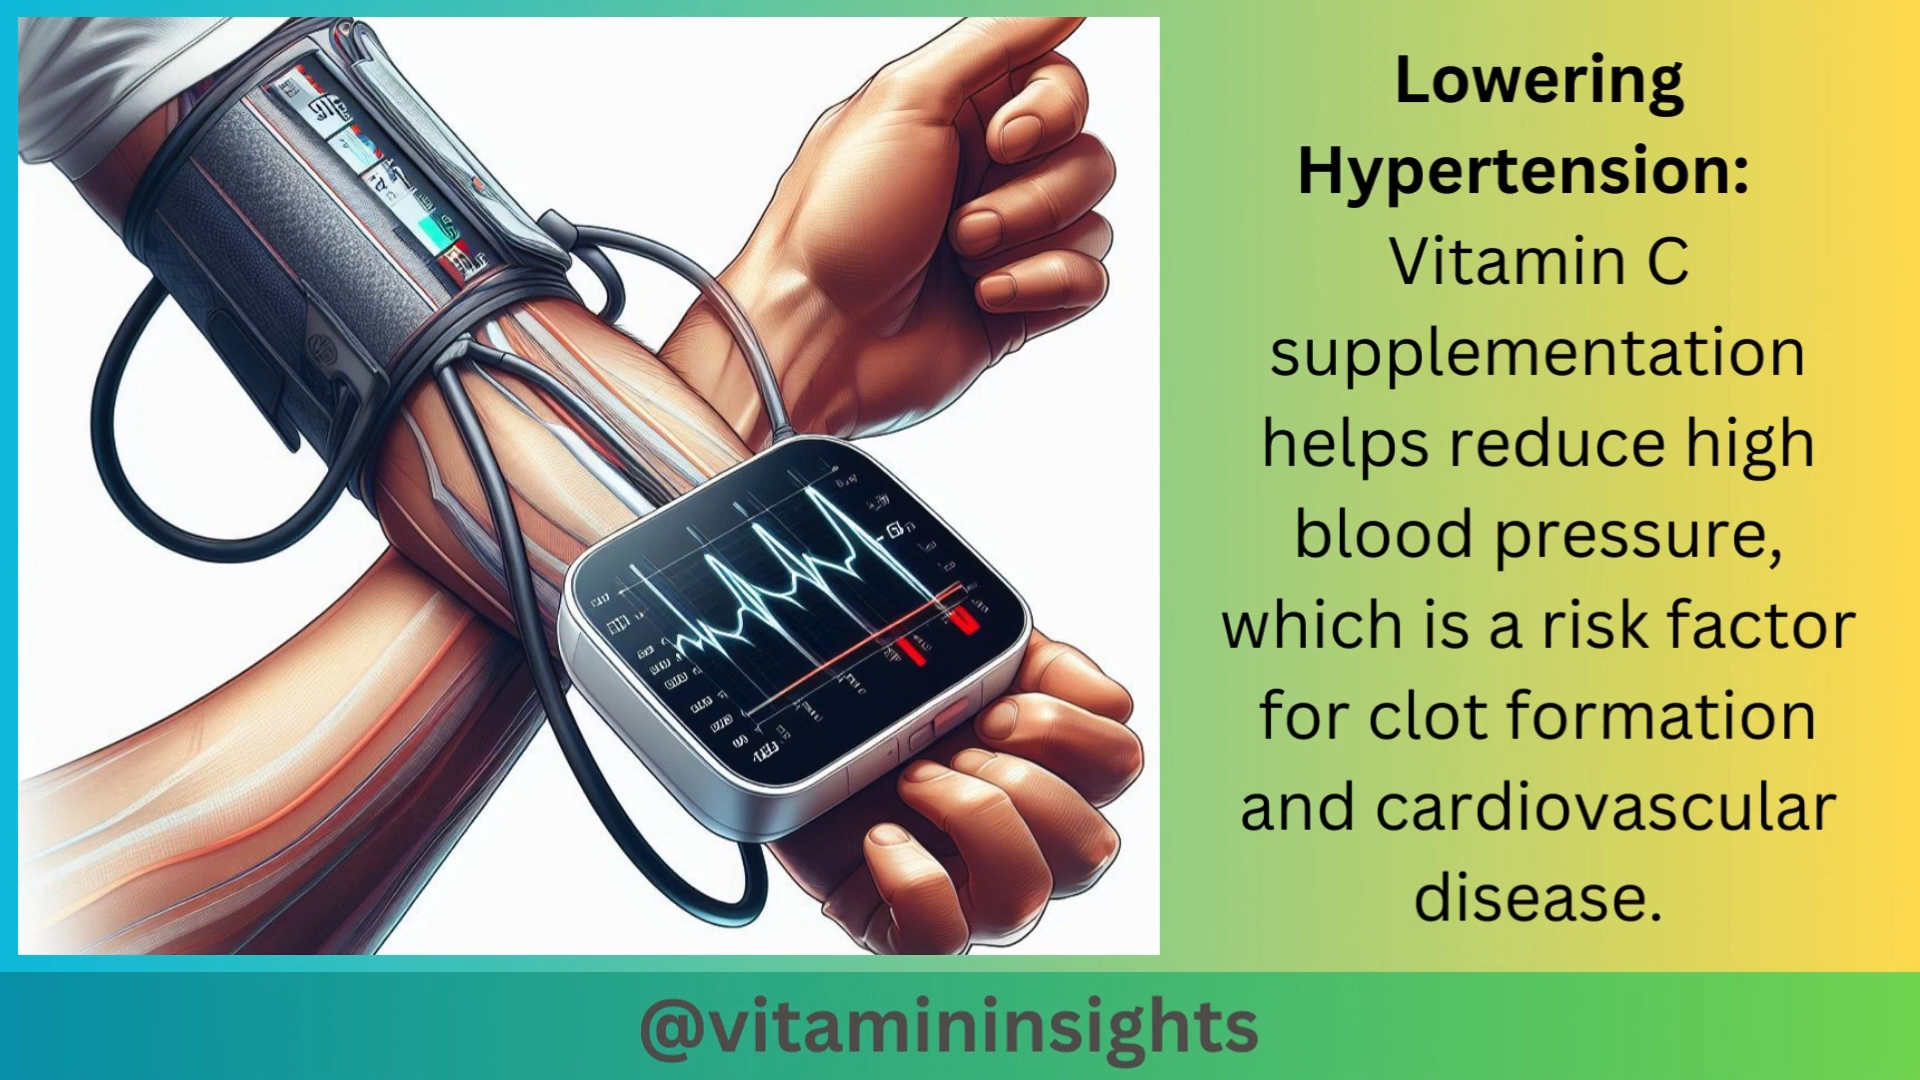 Lowering
Hypertension:
Vitamin C
supplementation
helps reduce high
blood pressure,
which is a risk factor
for clot formation
and cardiovascular
disease.
@vitamininsights